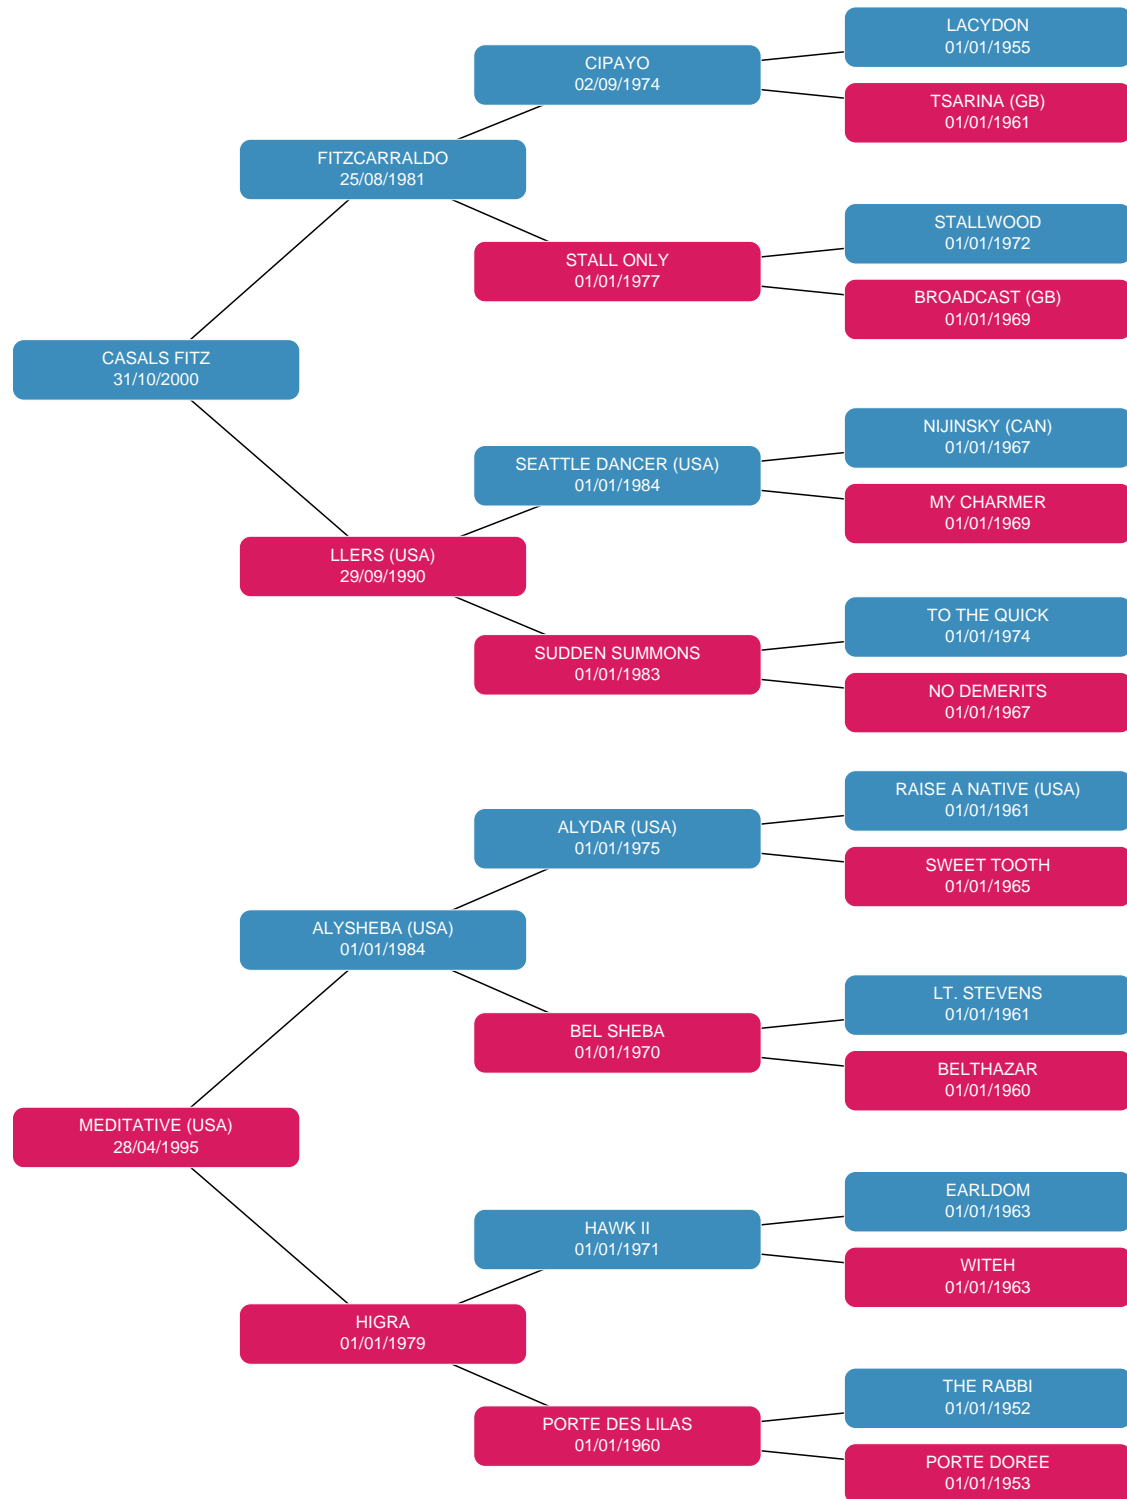 LACYDON
01/01/1955
CIPAYO
02/09/1974
TSARINA (GB)
01/01/1961
FITZCARRALDO
25/08/1981
STALLWOOD
01/01/1972
STALL ONLY
01/01/1977
BROADCAST (GB)
01/01/1969
CASALS FITZ
31/10/2000
NIJINSKY (CAN)
01/01/1967
SEATTLE DANCER (USA)
01/01/1984
MY CHARMER
01/01/1969
LLERS (USA)
29/09/1990
TO THE QUICK
01/01/1974
SUDDEN SUMMONS
01/01/1983
NO DEMERITS
01/01/1967
RAISE A NATIVE (USA)
01/01/1961
ALYDAR (USA)
01/01/1975
SWEET TOOTH
01/01/1965
ALYSHEBA (USA)
01/01/1984
LT. STEVENS
01/01/1961
BEL SHEBA
01/01/1970
BELTHAZAR
01/01/1960
MEDITATIVE (USA)
28/04/1995
EARLDOM
01/01/1963
HAWK II
01/01/1971
WITEH
01/01/1963
HIGRA
01/01/1979
THE RABBI
01/01/1952
PORTE DES LILAS
01/01/1960
PORTE DOREE
01/01/1953